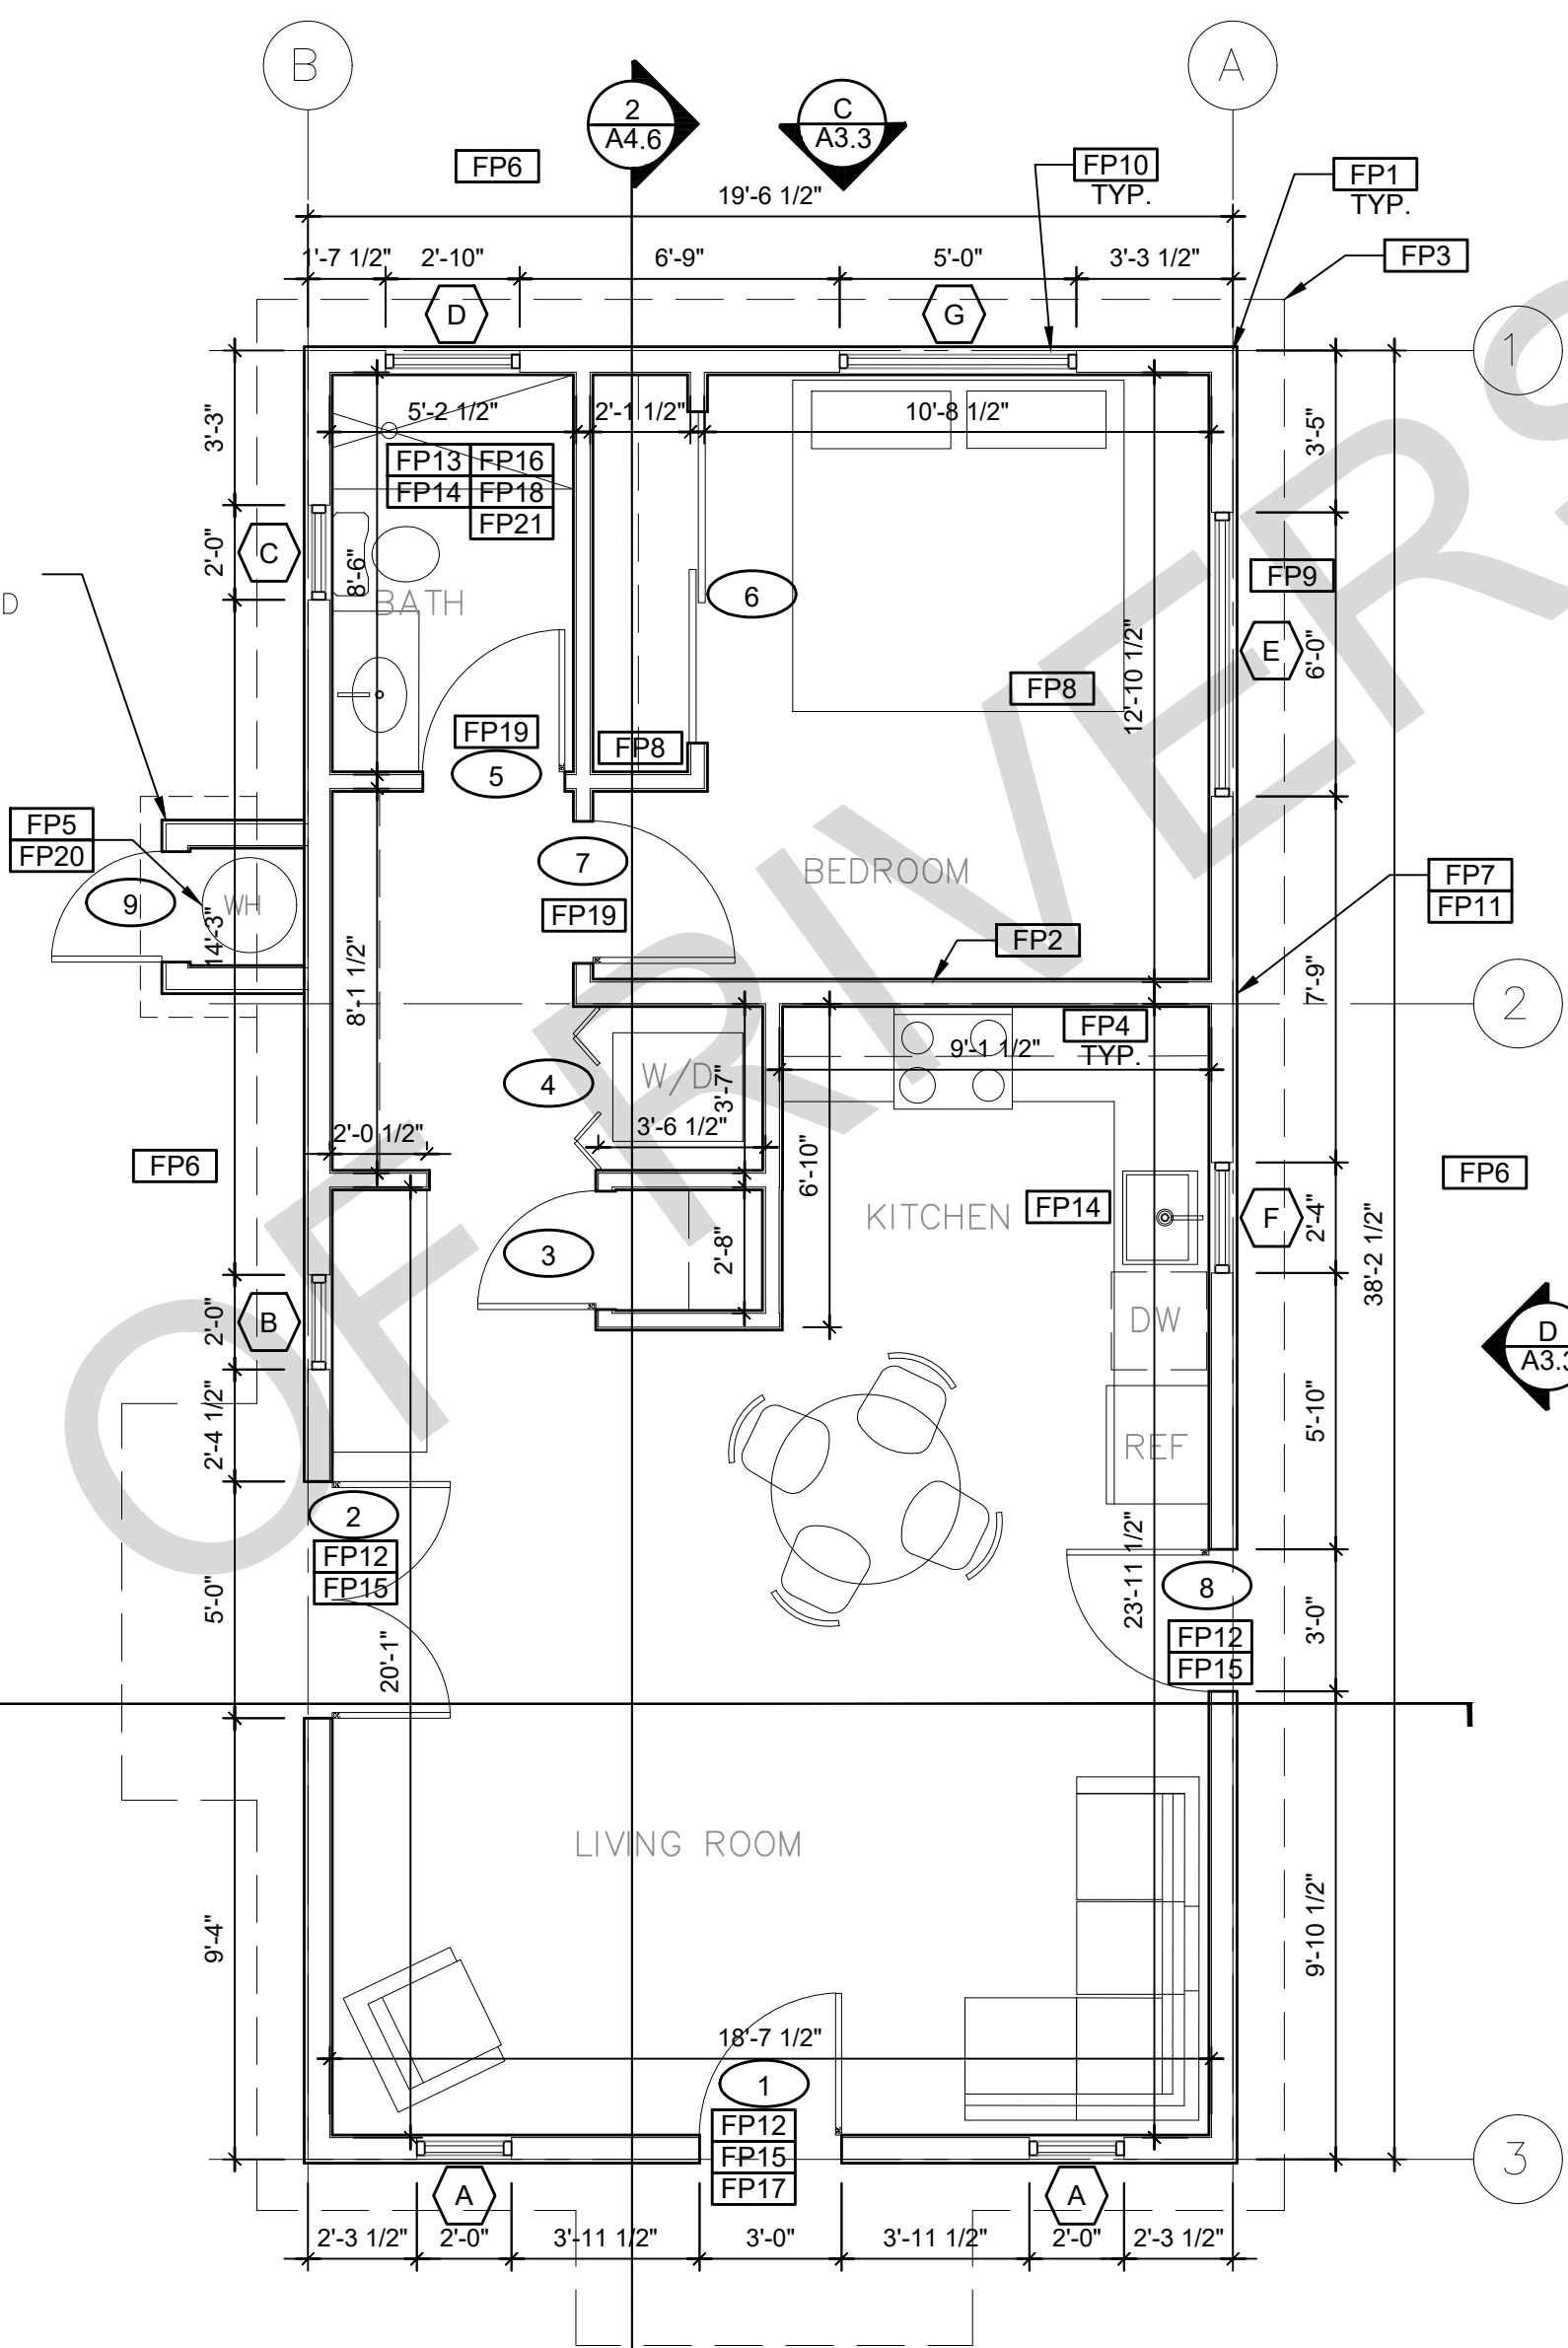 B
A
2
A4.6
C
A3.3
FP6
FP10
TYP.
FP1
TYP.
19'-6 1/2"
FP3
1'-7 1/2"
2'-10"
6'-9"
5'-0"
3'-3 1/2"
D
G
1
5'-2 1/2"
2'-1 1/2"
10'-8 1/2"
3'-3"
3'-5"
FP13 FP16
FP14 FP18
FP21
C
2'-0"
8'-6"
BATH
6
FP9
D
E
6'-0"
12'-10 1/2"
FP8
FP19
FP8
5
FP5
FP20
7
BEDROOM
FP7
FP11
9
WH
14'-3"
FP19
FP2
8'-1 1/2"
7'-9"
2
FP4
TYP.
9'-1 1/2"
4
W/D
3'-7"
2'-0 1/2"
3'-6 1/2"
FP6
6'-10"
FP14
FP6
KITCHEN
F
2'-4"
38'-2 1/2"
3
2'-8"
B
2'-0"
DW
D
A3.3
2'-4 1/2"
5'-10"
REF
2
FP12
FP15
5'-0"
23'-11 1/2"
8
3'-0"
FP12
FP15
20'-1"
LIVING ROOM
9'-4"
9'-10 1/2"
18'-7 1/2"
1
FP12
FP15
FP17
3
A
A
2'-3 1/2"
2'-0"
3'-11 1/2"
3'-0"
3'-11 1/2"
2'-0"
2'-3 1/2"
OF RIVERS